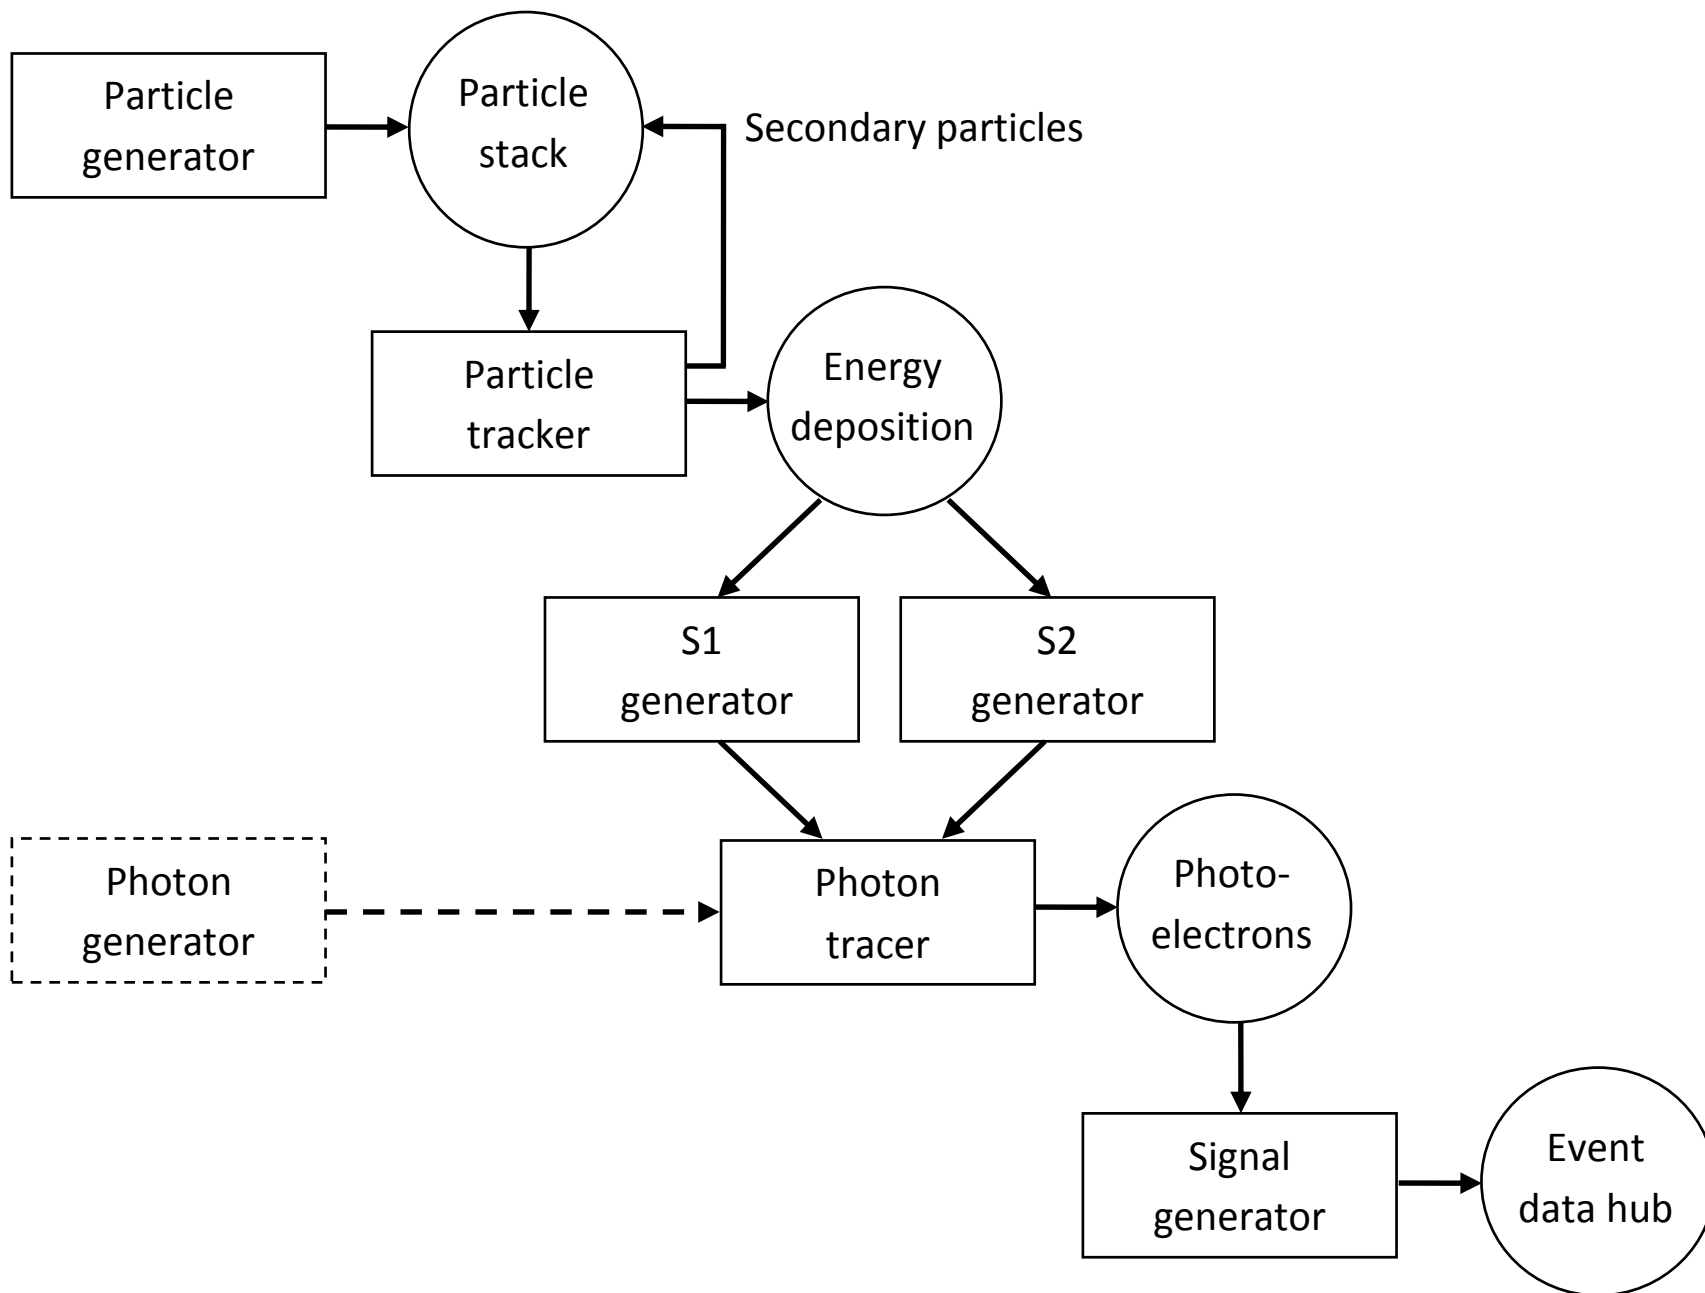 Particle
generator
Particle
stack
Secondary particles
Particle
tracker
Energy
deposition
S1
generator
S2
generator
Photon
generator
Photon
tracer
Photo-
electrons
Signal
generator
Event
data hub